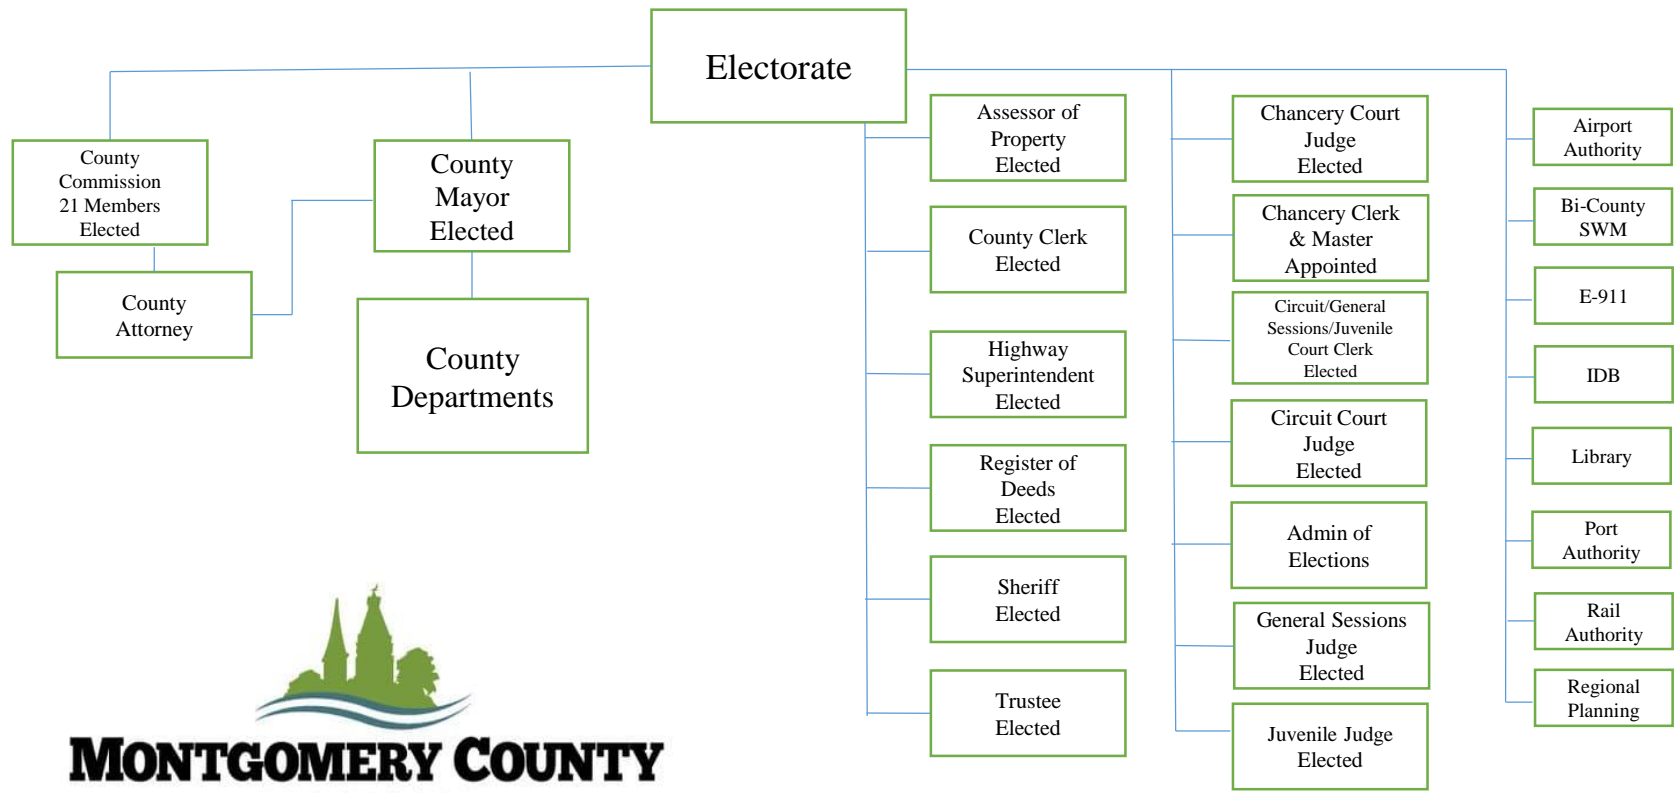 Electorate
County
Commission
21 Members
Elected
County
Mayor
Elected
County
Attorney
County
Departments
Assessor of
Property
Elected
County Clerk
Elected
Highway
Superintendent
Elected
Register of
Deeds
Elected
Sheriff
Elected
Trustee
Elected
Chancery Court
Judge
Elected
Chancery Clerk
& Master
Appointed
Circuit/General
Sessions/Juvenile
Court Clerk
Elected
Circuit Court
Judge
Elected
Admin of
Elections
General Sessions
Judge
Elected
Juvenile Judge
Elected
Airport
Authority
Bi-County
SWM
E-911
IDB
Library
Port
Authority
Rail
Authority
Regional
Planning
MONTGOMERY COUNTY